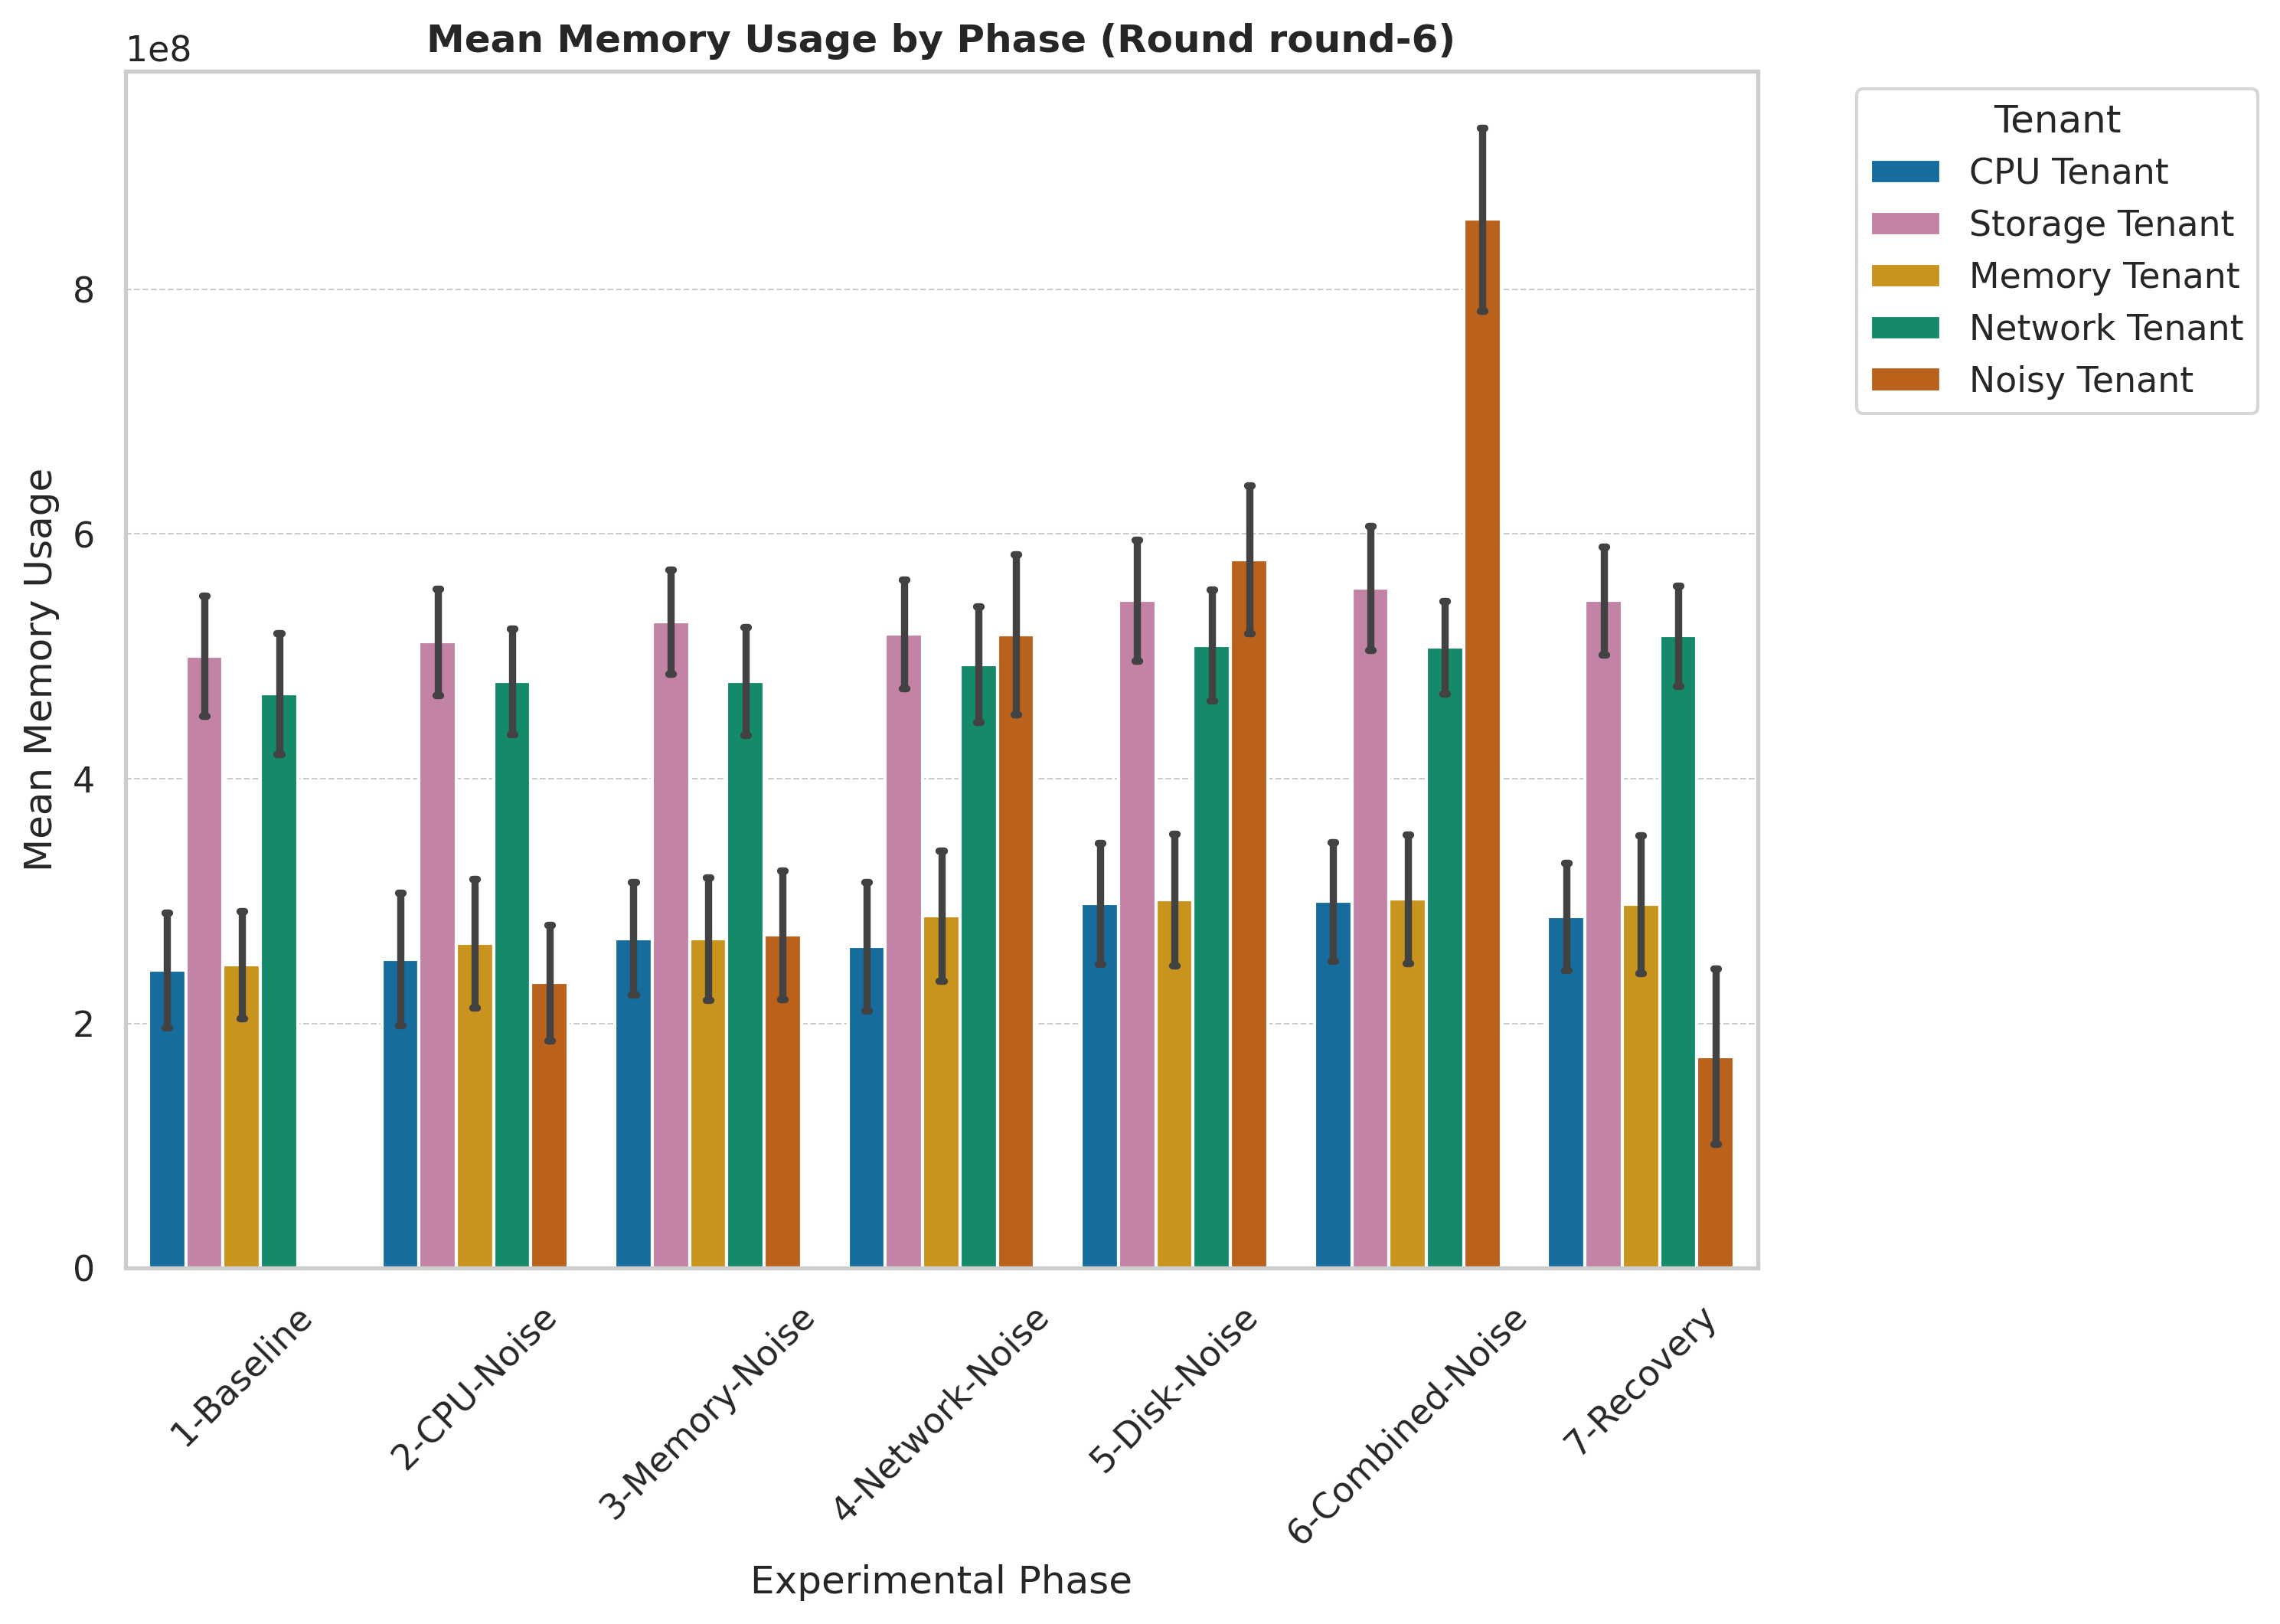 Mean Memory Usage by Phase (Round round-6)
1e8
Mean Memory Usage
8
6
4
2
0
1-Baseline
2-CPU-Noise
3-Memory-Noise
4-Network-Noise
5-Disk-Noise
6-Combined-Noise
7-Recovery
Experimental Phase
Tenant
CPU Tenant
Storage Tenant
Memory Tenant
Network Tenant
Noisy Tenant